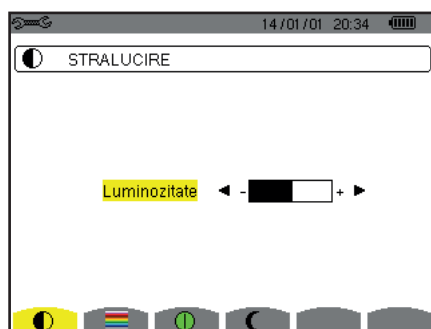 14/01/01 20:34
STRALUCIRE
Luminozitate - +